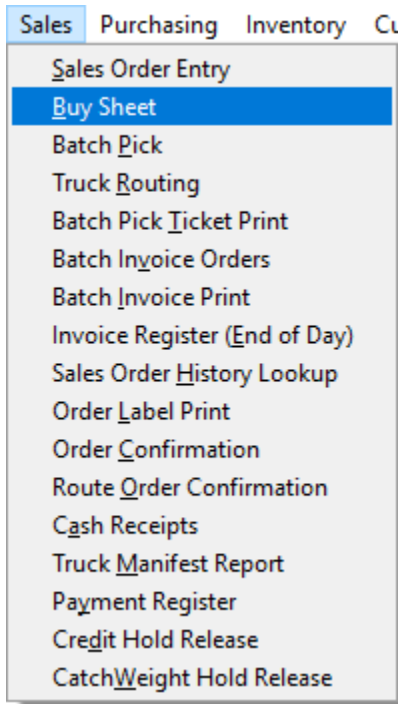 Sales Purchasing Inventory
Sales Order Entry
Buy Sheet
Batch Pick
Truck Routing
Batch Pick Ticket Print
Batch Invoice Orders
Batch Invoice Print
Invoice Register (End of Day)
Sales Order History Lookup
Order Label Print
Order Confirmation
Route Order Confirmation
Cash Receipts
Truck Manifest Report
Payment Register
Credit Hold Release
CatchWeight Hold Release